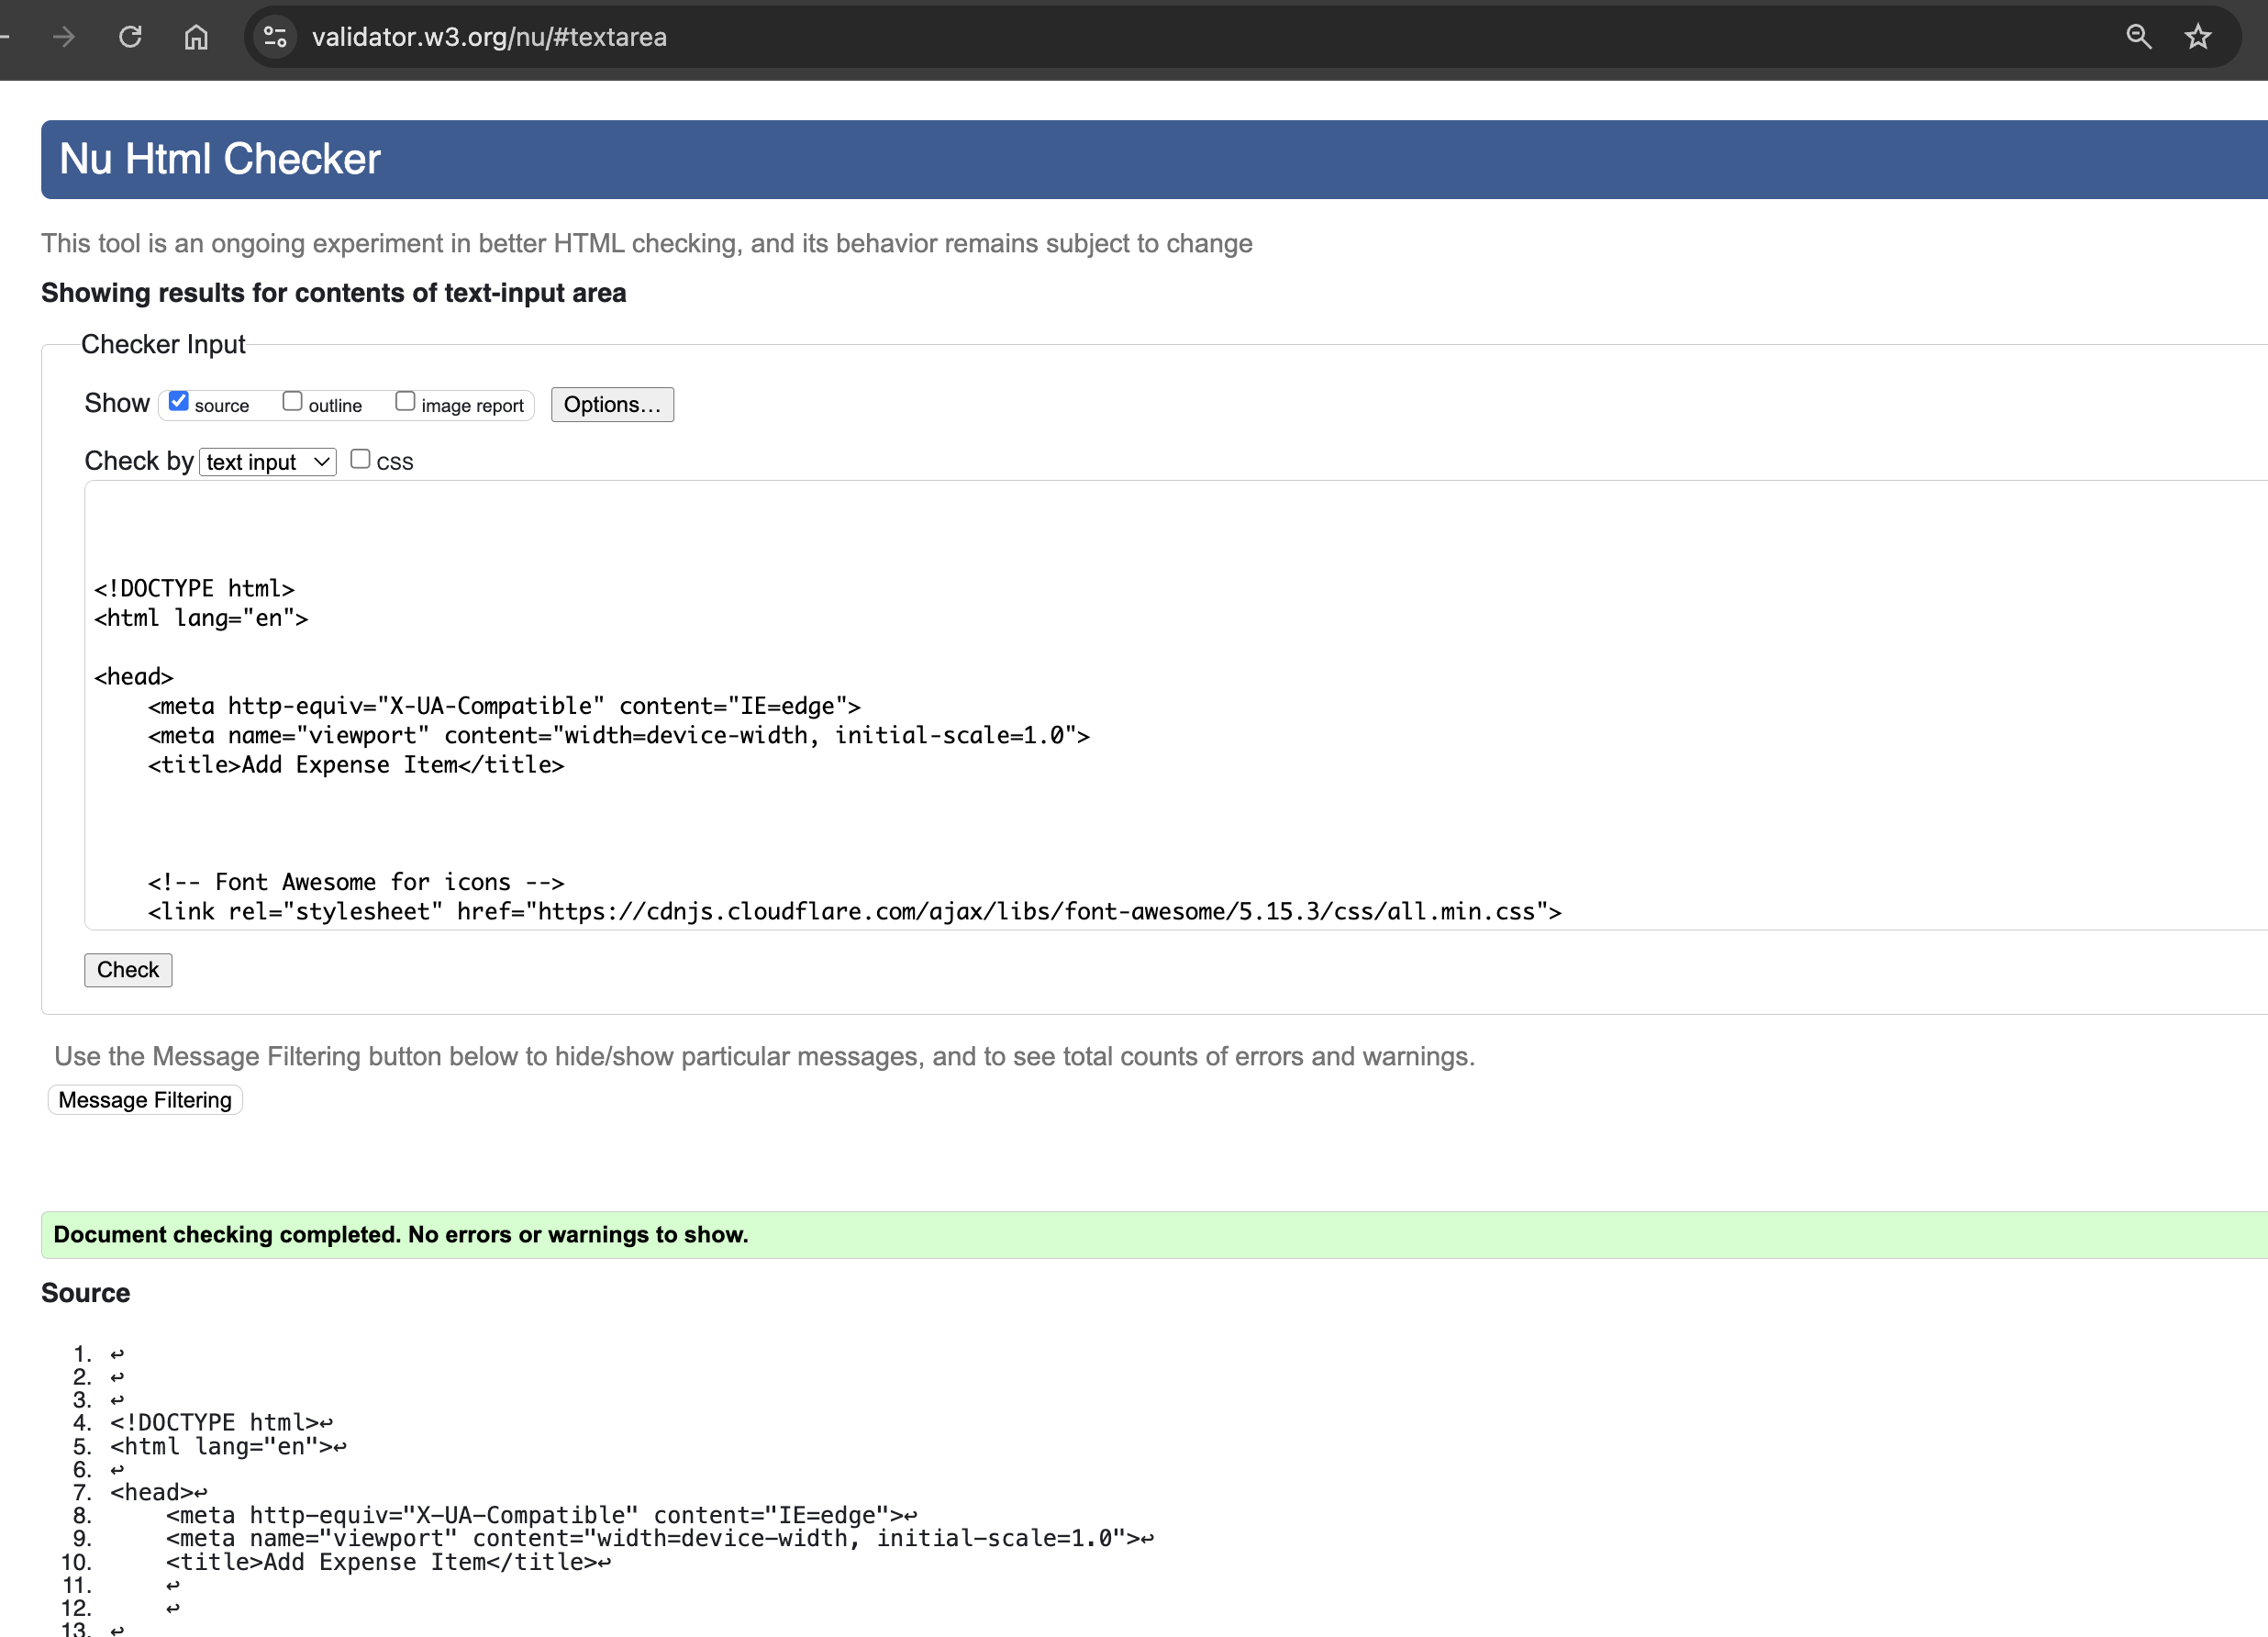 validator.w3.org/nu/#textarea
Nu Html Checker
This tool is an ongoing experiment in better HTML checking, and its behavior remains subject to change
Showing results for contents of text-input area
Checker Input
Show source outline image report Options...
Check by text input CSS
<!DOCTYPE html>
<html lang="en">
<head>
    <meta http-equiv="X-UA-Compatible" content="IE=edge">
    <meta name="viewport" content="width=device-width, initial-scale=1.0">
    <title>Add Expense Item</title>
    <!-- Font Awesome for icons -->
    <link rel="stylesheet" href="https://cdnjs.cloudflare.com/ajax/libs/font-awesome/5.15.3/css/all.min.css">
Check
Use the Message Filtering button below to hide/show particular messages, and to see total counts of errors and warnings.
Message Filtering
Document checking completed. No errors or warnings to show.
Source
1. ↩
2. ↩
3. ↩
4. <!DOCTYPE html>↩
5. <html lang="en">↩
6. ↩
7. <head>↩
8.     <meta http-equiv="X-UA-Compatible" content="IE=edge">↩
9.     <meta name="viewport" content="width=device-width, initial-scale=1.0">↩
10.     <title>Add Expense Item</title>↩
11.     ↩
12.     ↩
13. ↩